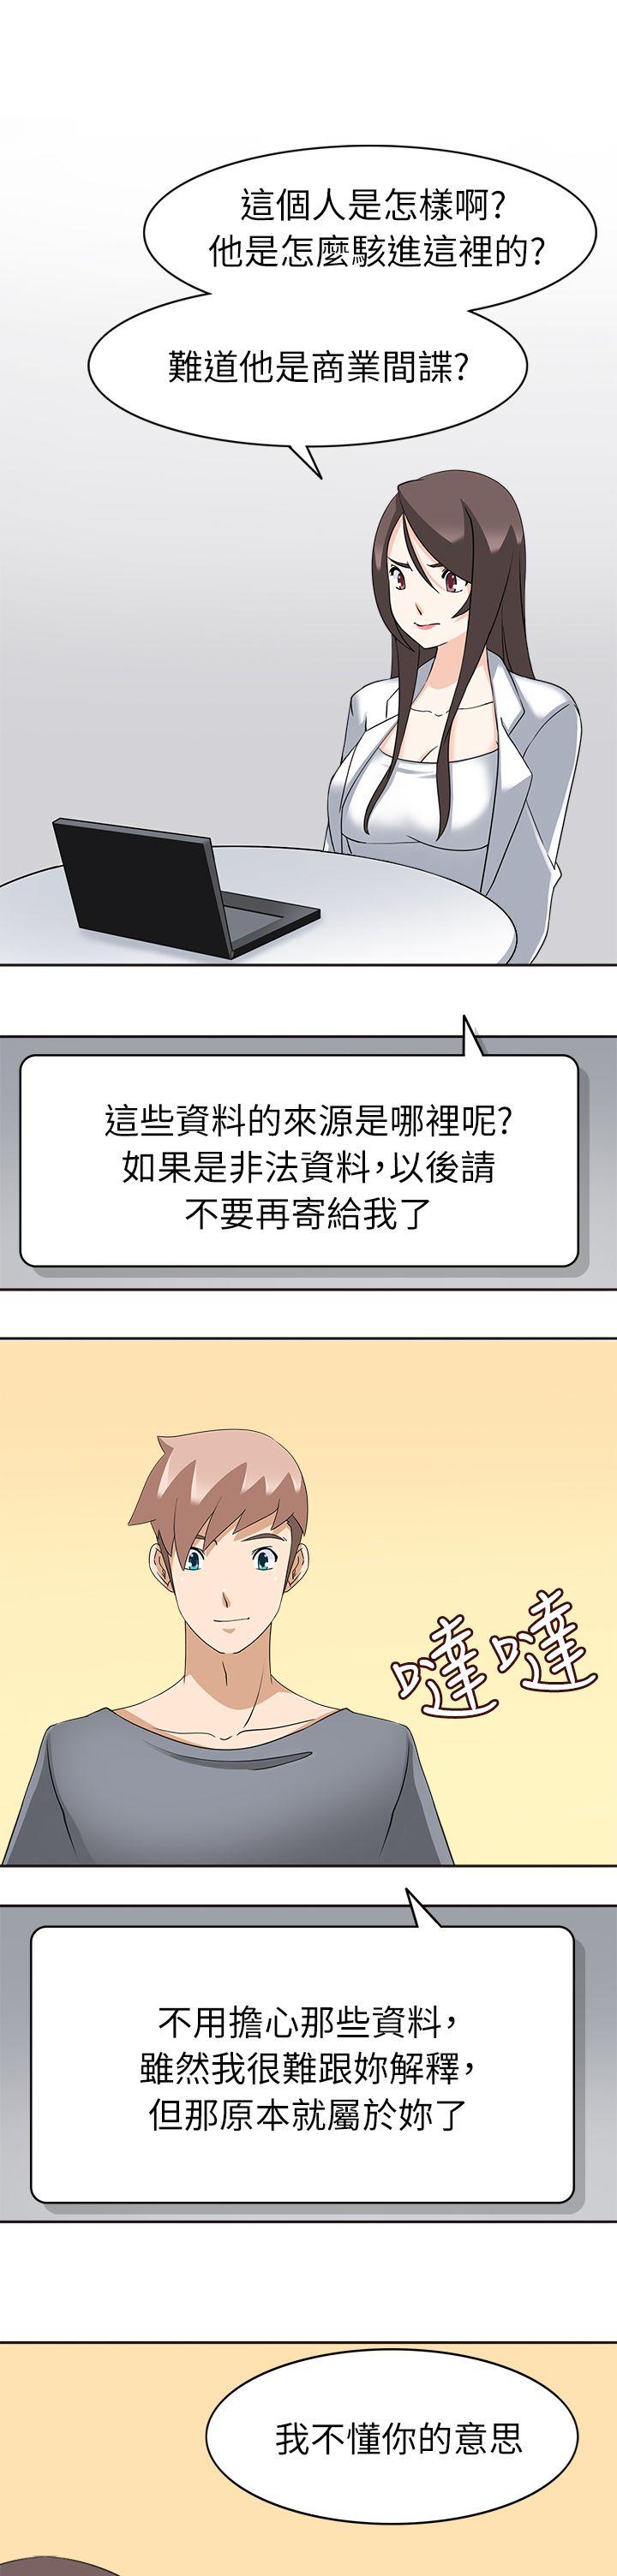 這個人是怎樣啊?
他是怎麼駭進這裡的?
難道他是商業間諜?
這些資料的來源是哪裡呢?
如果是非法資料，以後請
不要再寄給我了
噠噠
不用擔心那些資料，
雖然我很難跟妳解釋，
但那原本就屬於妳了
我不懂你的意思